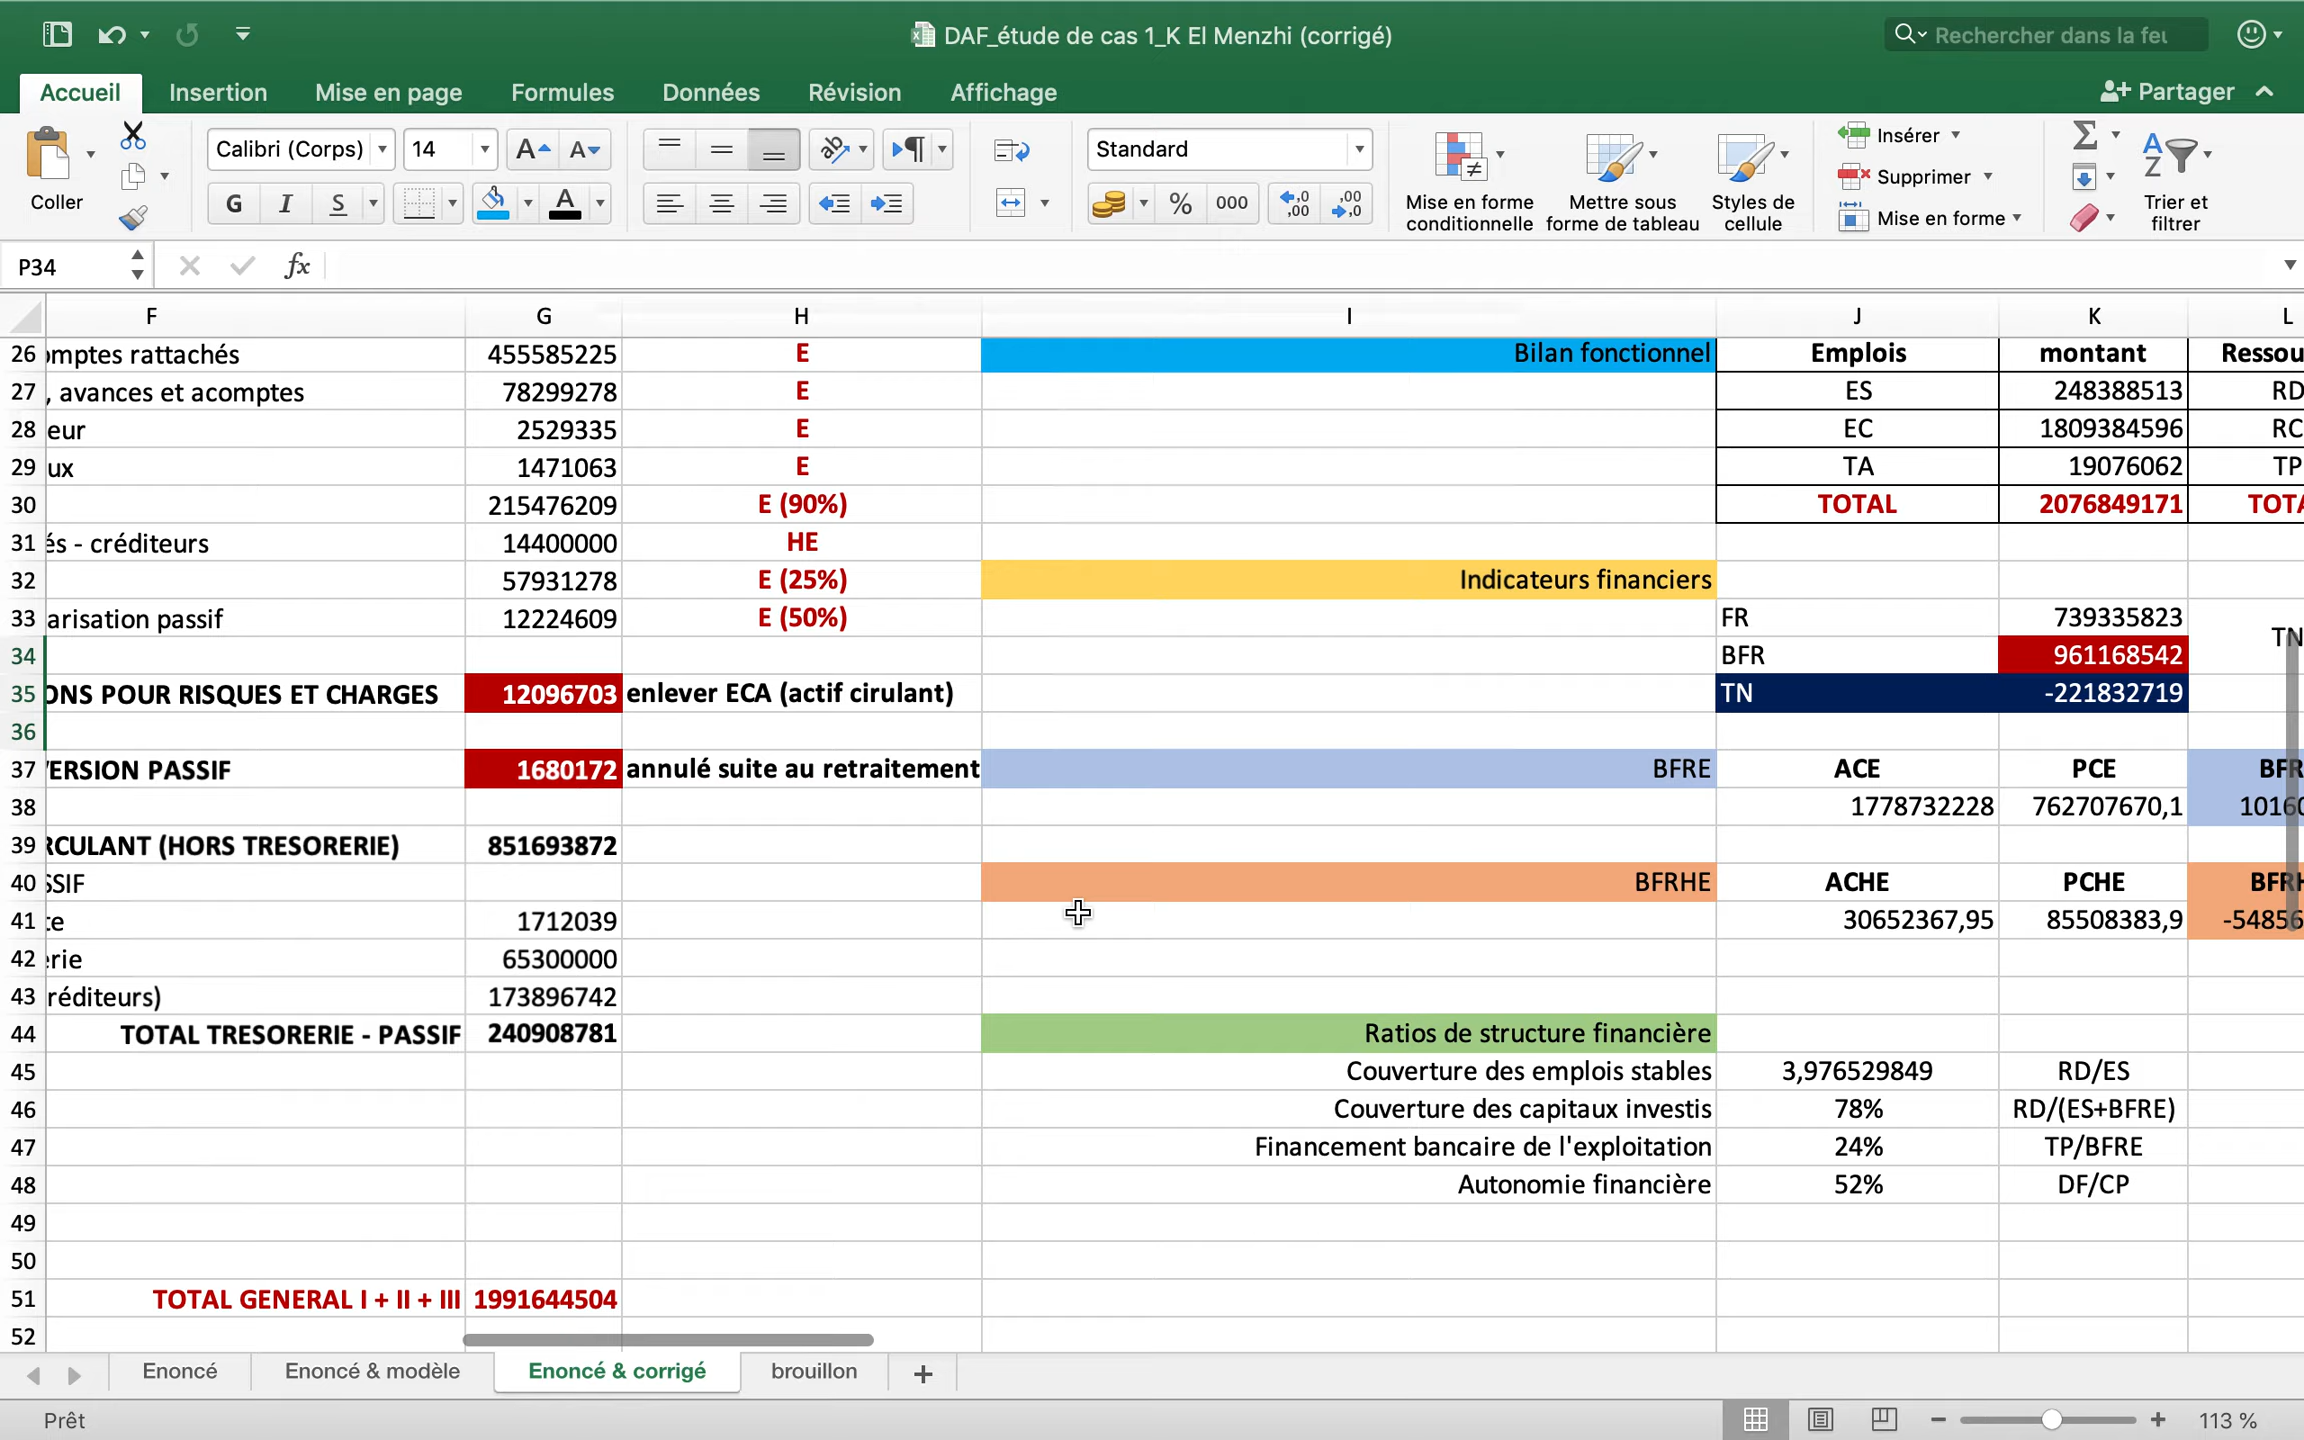 DAF_étude de cas 1_K El Menzhi (corrigé)
Rechercher dans la feu
Accueil Insertion Mise en page Formules Données Révision Affichage Partager
Coller
Calibri (Corps) 14
Standard
Mise en forme conditionnelle
Mettre sous forme de tableau
Styles de cellule
Insérer
Supprimer
Mise en forme
Trier et filtrer
G I S A % 000
P34 fx
F G H I J K L
26 omptes rattachés 455585225 E Bilan fonctionnel Emplois montant Ressou
27 , avances et acomptes 78299278 E ES 248388513 RD
28 eur 2529335 E EC 1809384596 RC
29 ux 1471063 E TA 19076062 TP
30 215476209 E (90%) TOTAL 2076849171 TOTA
31 és - créditeurs 14400000 HE
32 57931278 E (25%) Indicateurs financiers
33 arisation passif 12224609 E (50%) FR 739335823 TN
34 BFR 961168542
35 ONS POUR RISQUES ET CHARGES 12096703 enlever ECA (actif cirulant) TN -221832719
36
37 VERSION PASSIF 1680172 annulé suite au retraitement BFRE ACE PCE BFR
38 1778732228 762707670,1 10160
39 RCULANT (HORS TRESORERIE) 851693872
40 SSIF BFRHE ACHE PCHE BFRH
41 te 1712039 30652367,95 85508383,9 -54856
42 erie 65300000
43 réditeurs) 173896742
44 TOTAL TRESORERIE - PASSIF 240908781 Ratios de structure financière
45 Couverture des emplois stables 3,976529849 RD/ES
46 Couverture des capitaux investis 78% RD/(ES+BFRE)
47 Financement bancaire de l'exploitation 24% TP/BFRE
48 Autonomie financière 52% DF/CP
49
50
51 TOTAL GENERAL I + II + III 1991644504
52
Enoncé Enoncé & modèle Enoncé & corrigé brouillon +
Prêt 113 %